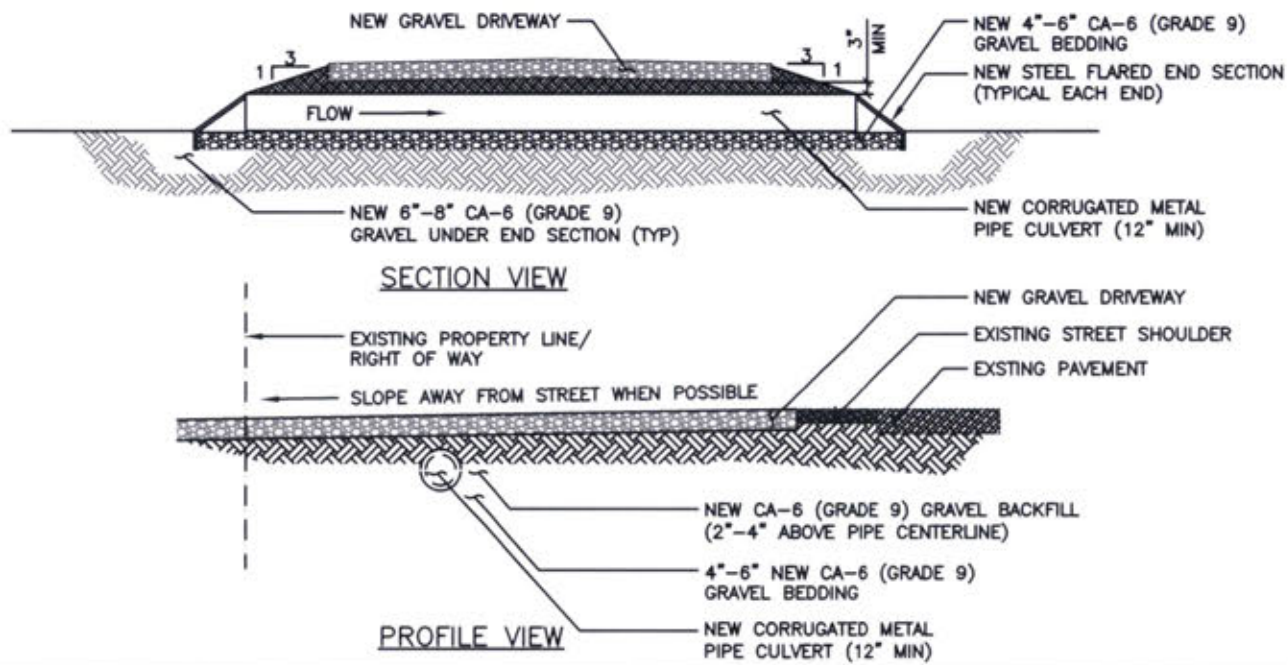 NEW GRAVEL DRIVEWAY
1
3
3"
MIN
3
1
NEW 4"-6" CA-6 (GRADE 9)
GRAVEL BEDDING
NEW STEEL FLARED END SECTION
(TYPICAL EACH END)
FLOW
NEW 6"-8" CA-6 (GRADE 9)
GRAVEL UNDER END SECTION (TYP)
NEW CORRUGATED METAL
PIPE CULVERT (12" MIN)
SECTION VIEW
EXISTING PROPERTY LINE/
RIGHT OF WAY
SLOPE AWAY FROM STREET WHEN POSSIBLE
NEW GRAVEL DRIVEWAY
EXISTING STREET SHOULDER
EXSTING PAVEMENT
NEW CA-6 (GRADE 9) GRAVEL BACKFILL
(2"-4" ABOVE PIPE CENTERLINE)
4"-6" NEW CA-6 (GRADE 9)
GRAVEL BEDDING
NEW CORRUGATED METAL
PIPE CULVERT (12" MIN)
PROFILE VIEW